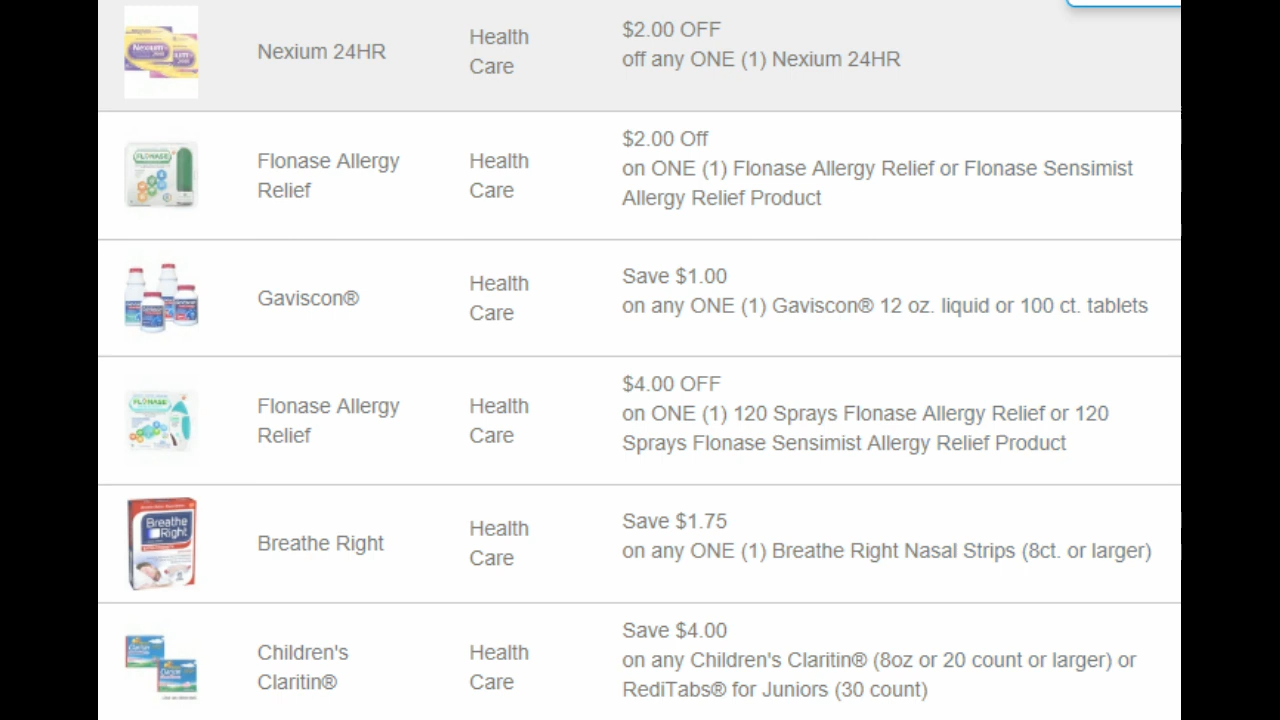 Nexium 24HR
Health
Care
$2.00 OFF
off any ONE (1) Nexium 24HR
Flonase Allergy
Relief
Health
Care
$2.00 Off
on ONE (1) Flonase Allergy Relief or Flonase Sensimist
Allergy Relief Product
Gaviscon®
Health
Care
Save $1.00
on any ONE (1) Gaviscon® 12 oz. liquid or 100 ct. tablets
Flonase Allergy
Relief
Health
Care
$4.00 OFF
on ONE (1) 120 Sprays Flonase Allergy Relief or 120
Sprays Flonase Sensimist Allergy Relief Product
Breathe
Right
Breathe Right
Health
Care
Save $1.75
on any ONE (1) Breathe Right Nasal Strips (8ct. or larger)
Children's
Claritin®
Health
Care
Save $4.00
on any Children's Claritin® (8oz or 20 count or larger) or
RediTabs® for Juniors (30 count)